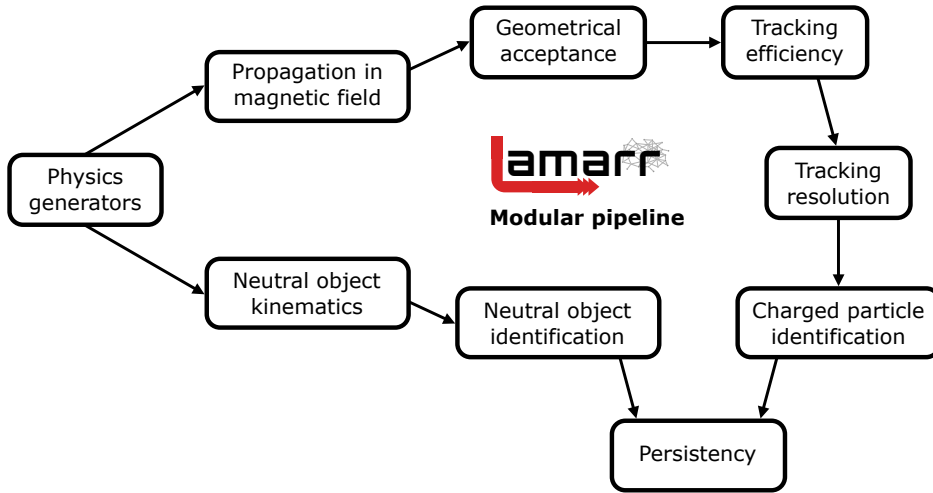 Geometrical
acceptance
Tracking
efficiency
Propagation in
magnetic field
Lamarr
Modular pipeline
Physics
generators
Tracking
resolution
Neutral object
kinematics
Neutral object
identification
Charged particle
identification
Persistency